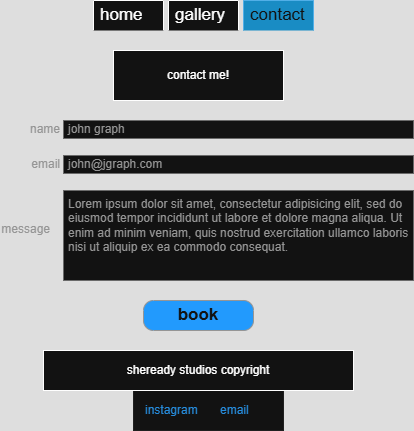 home gallery contact
contact me!
name john graph
email john@jgraph.com
message
Lorem ipsum dolor sit amet, consectetur adipisicing elit, sed do
eiusmod tempor incididunt ut labore et dolore magna aliqua. Ut
enim ad minim veniam, quis nostrud exercitation ullamco laboris
nisi ut aliquip ex ea commodo consequat.
book
sheready studios copyright
instagram email